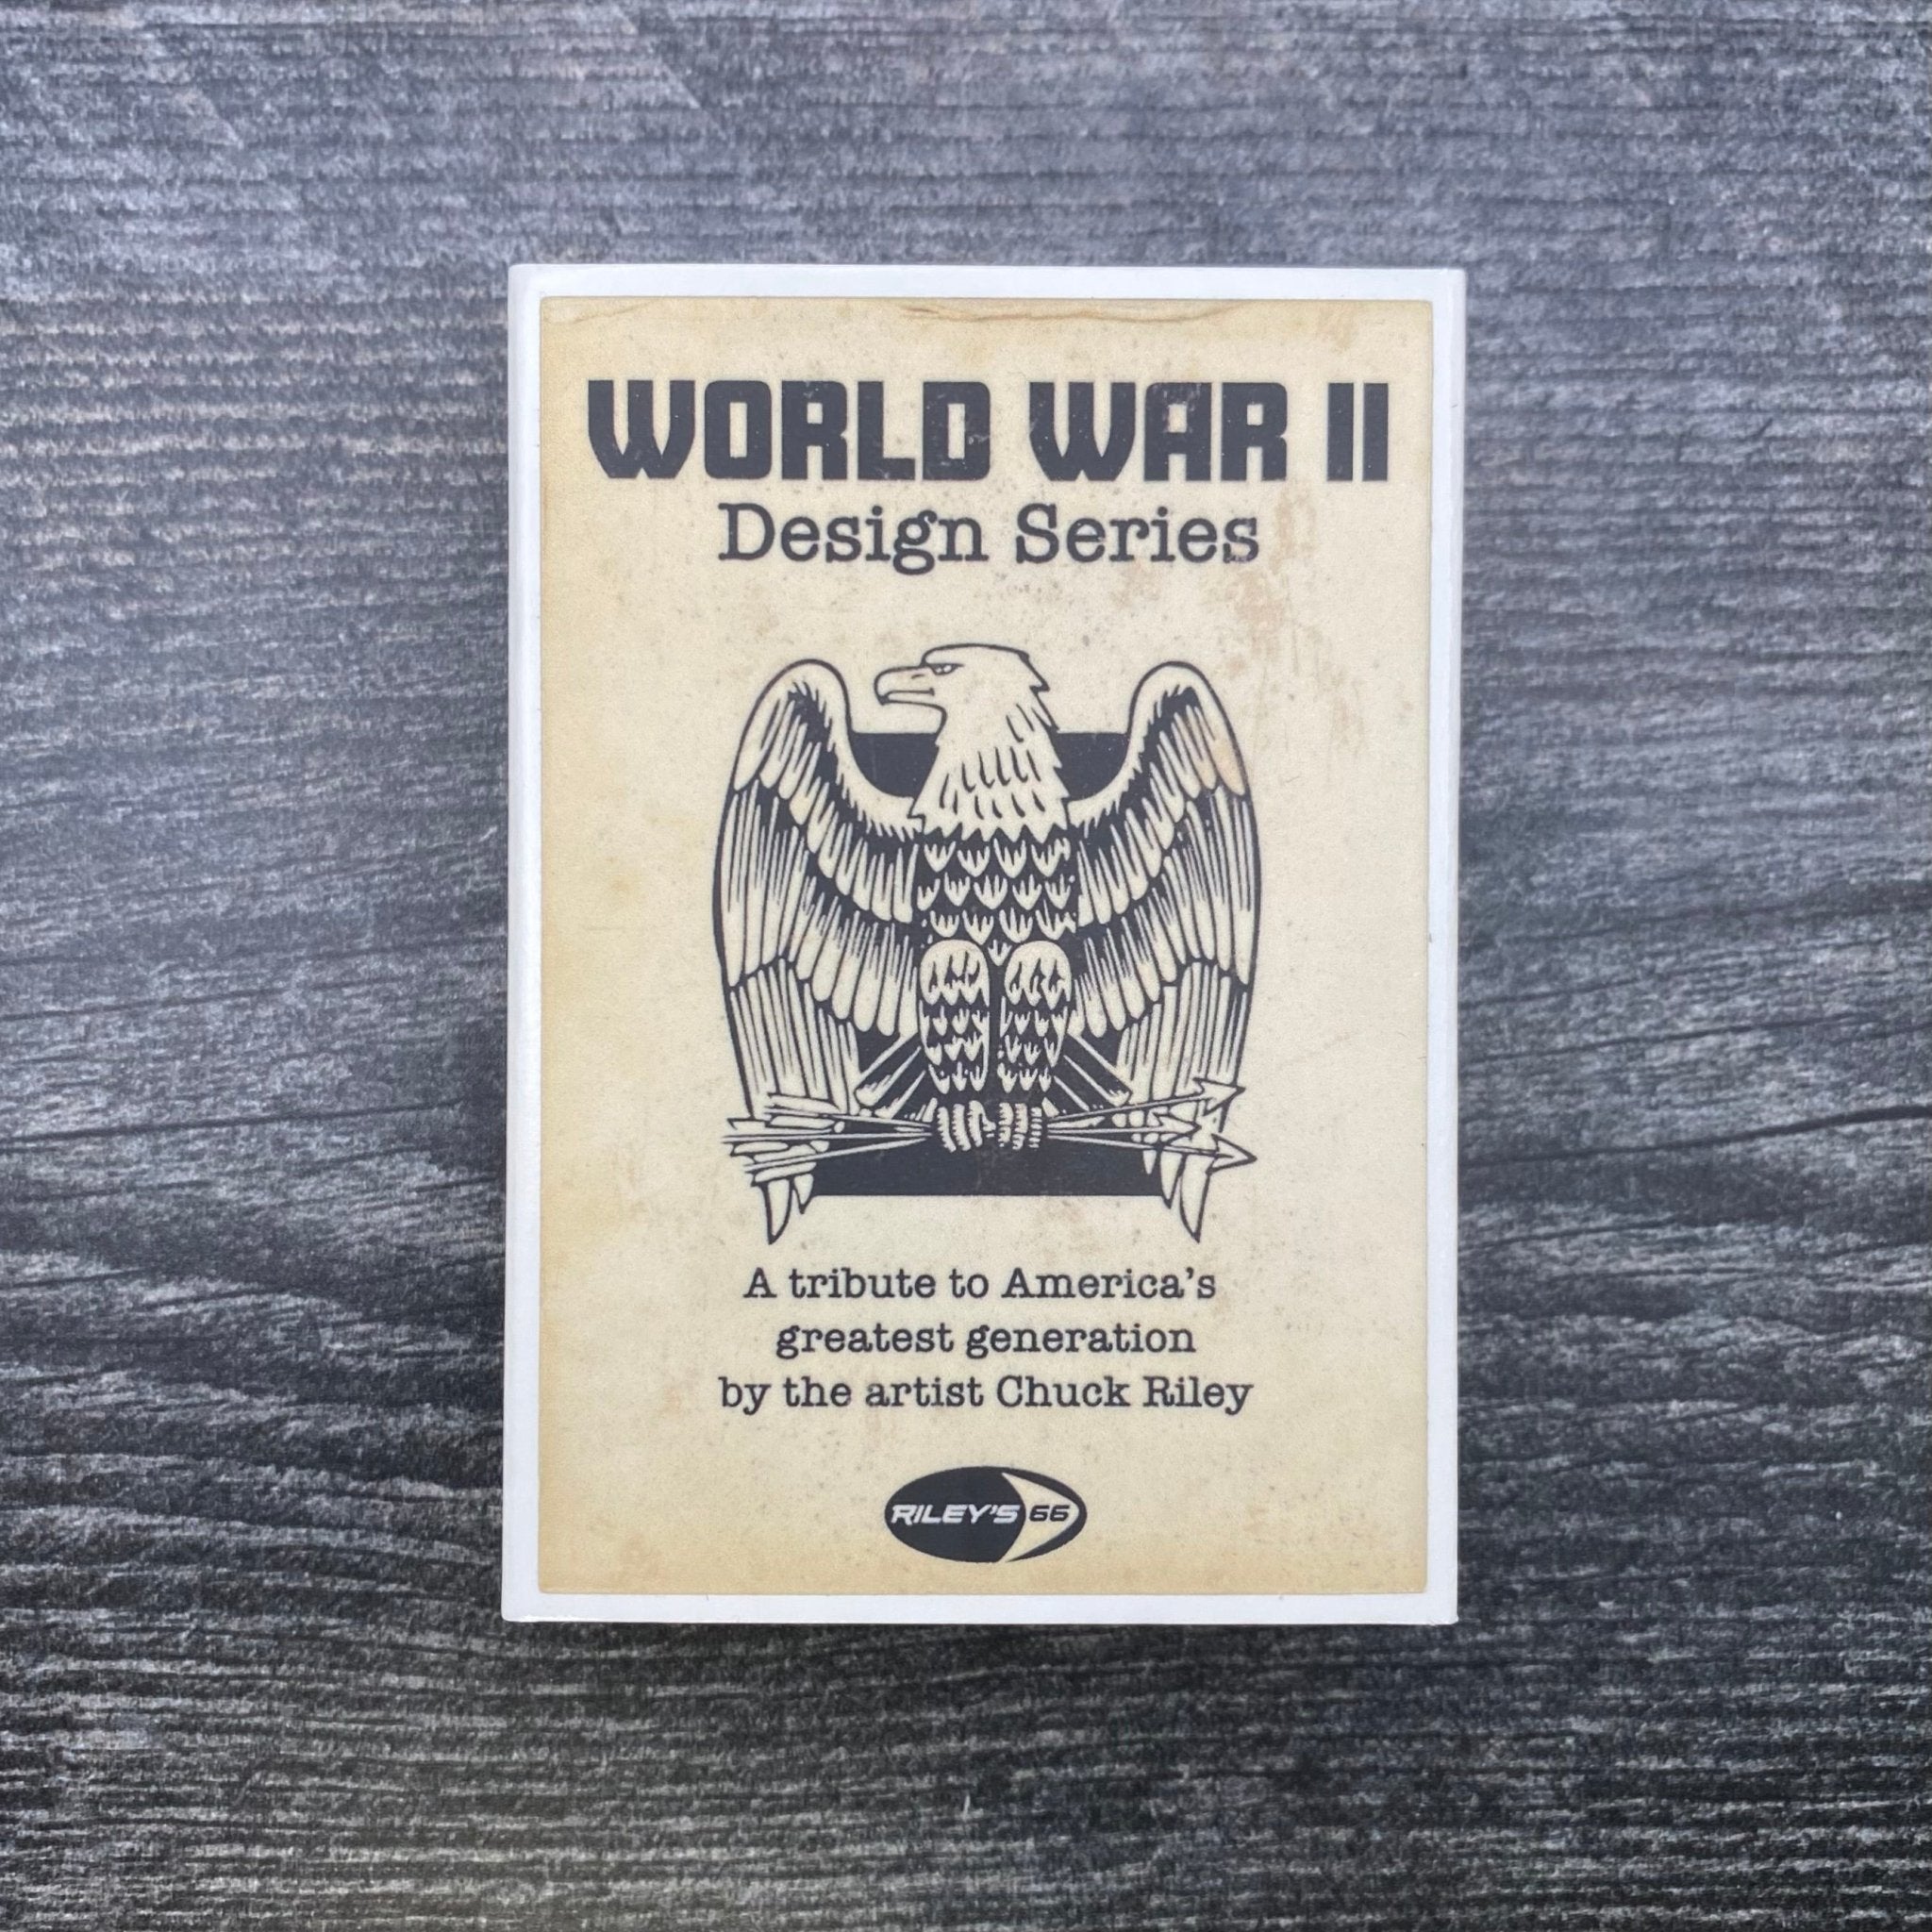 WORLD WAR II
Design Series
A tribute to America's
greatest generation
by the artist Chuck Riley
RILEY'S 66